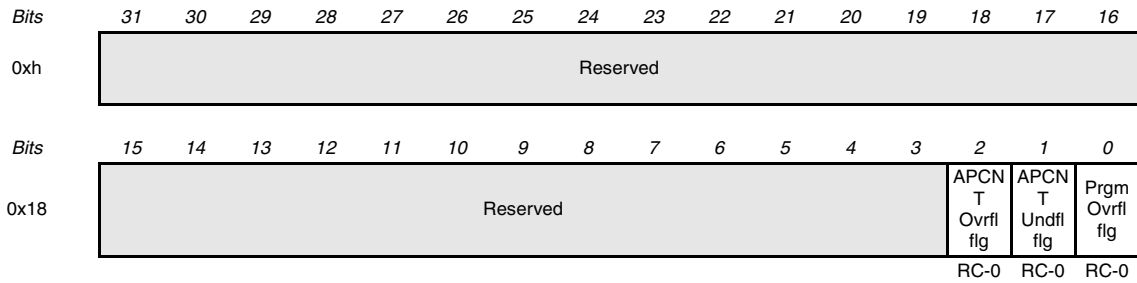 Bits 31 30 29 28 27 26 25 24 23 22 21 20 19 18 17 16
0xh Reserved
Bits 15 14 13 12 11 10 9 8 7 6 5 4 3 2 1 0
0x18 Reserved
APCN
T
Ovrfl
flg
APCN
T
Undfl
flg
Prgm
Ovrfl
flg
RC-0 RC-0 RC-0